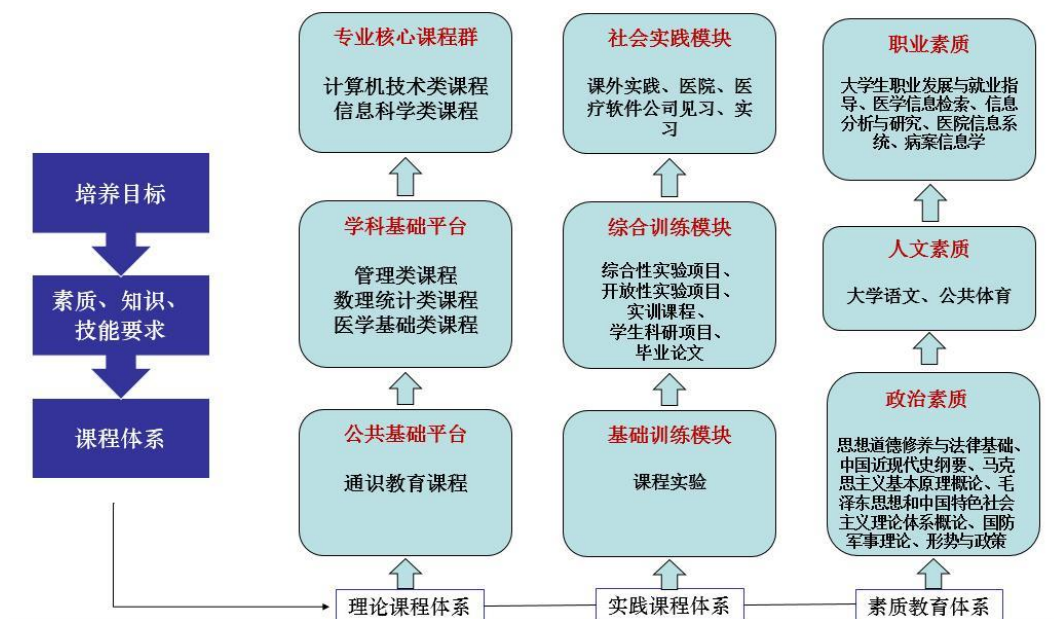 培养目标
素质、知识、
技能要求
课程体系
专业核心课程群
计算机技术类课程
信息科学类课程
学科基础平台
管理类课程
数理统计类课程
医学基础类课程
公共基础平台
通识教育课程
理论课程体系
社会实践模块
课外实践、医院、医
疗软件公司见习、实
习
综合训练模块
综合性实验项目、
开放性实验项目、
实训课程、
学生科研项目、
毕业论文
基础训练模块
课程实验
实践课程体系
职业素质
大学生职业发展与就业指
导、医学信息检索、信息
分析与研究、医院信息系
统、病案信息学
人文素质
大学语文、公共体育
政治素质
思想道德修养与法律基础、
中国近现代史纲要、马克
思主义基本原理概论、毛
泽东思想和中国特色社会
主义理论体系概论、国防
军事理论、形势与政策
素质教育体系